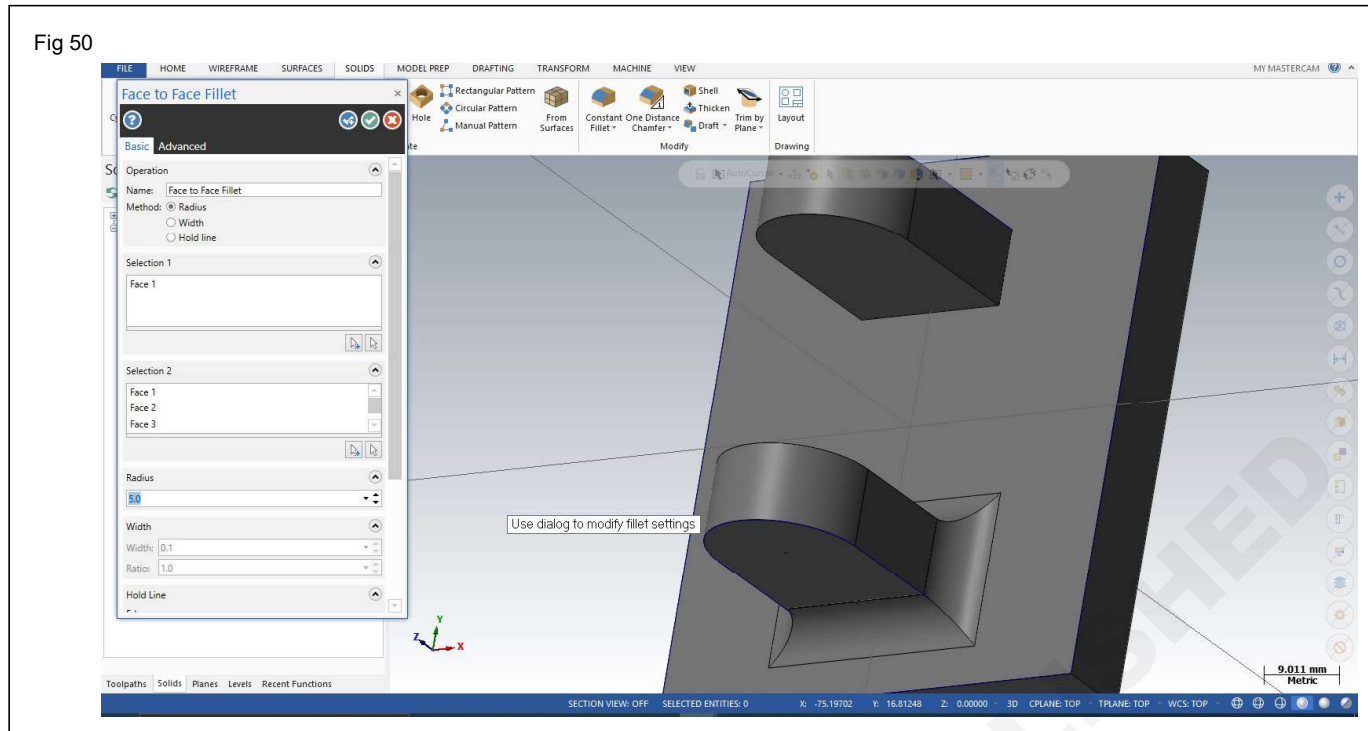 Fig 50
FILE HOME WIREFRAME SURFACES SOLIDS MODEL PREP DRAFTING TRANSFORM MACHINE VIEW MY MASTERCAM
Face to Face Fillet
Basic Advanced
Operation
Name: Face to Face Fillet
Method: Radius
Width
Hold line
Selection 1
Face 1
Selection 2
Face 1
Face 2
Face 3
Radius
5.0
Width
Width: 0.1
Ratio: 1.0
Hold Line
Hole
Rectangular Pattern
Circular Pattern
Manual Pattern
From
Surfaces
Constant
Fillet
One Distance
Chamfer
Shell
Thicken
Draft
Trim by
Plane
Layout
Modify
Drawing
AutoCursor
Use dialog to modify fillet settings
Y
Z
X
9.011 mm
Metric
Toolpaths Solids Planes Levels Recent Functions
SECTION VIEW: OFF SELECTED ENTITIES: 0 X: -75.19702 Y: 16.81248 Z: 0.00000 3D CPLANE: TOP TPLANE: TOP WCS: TOP